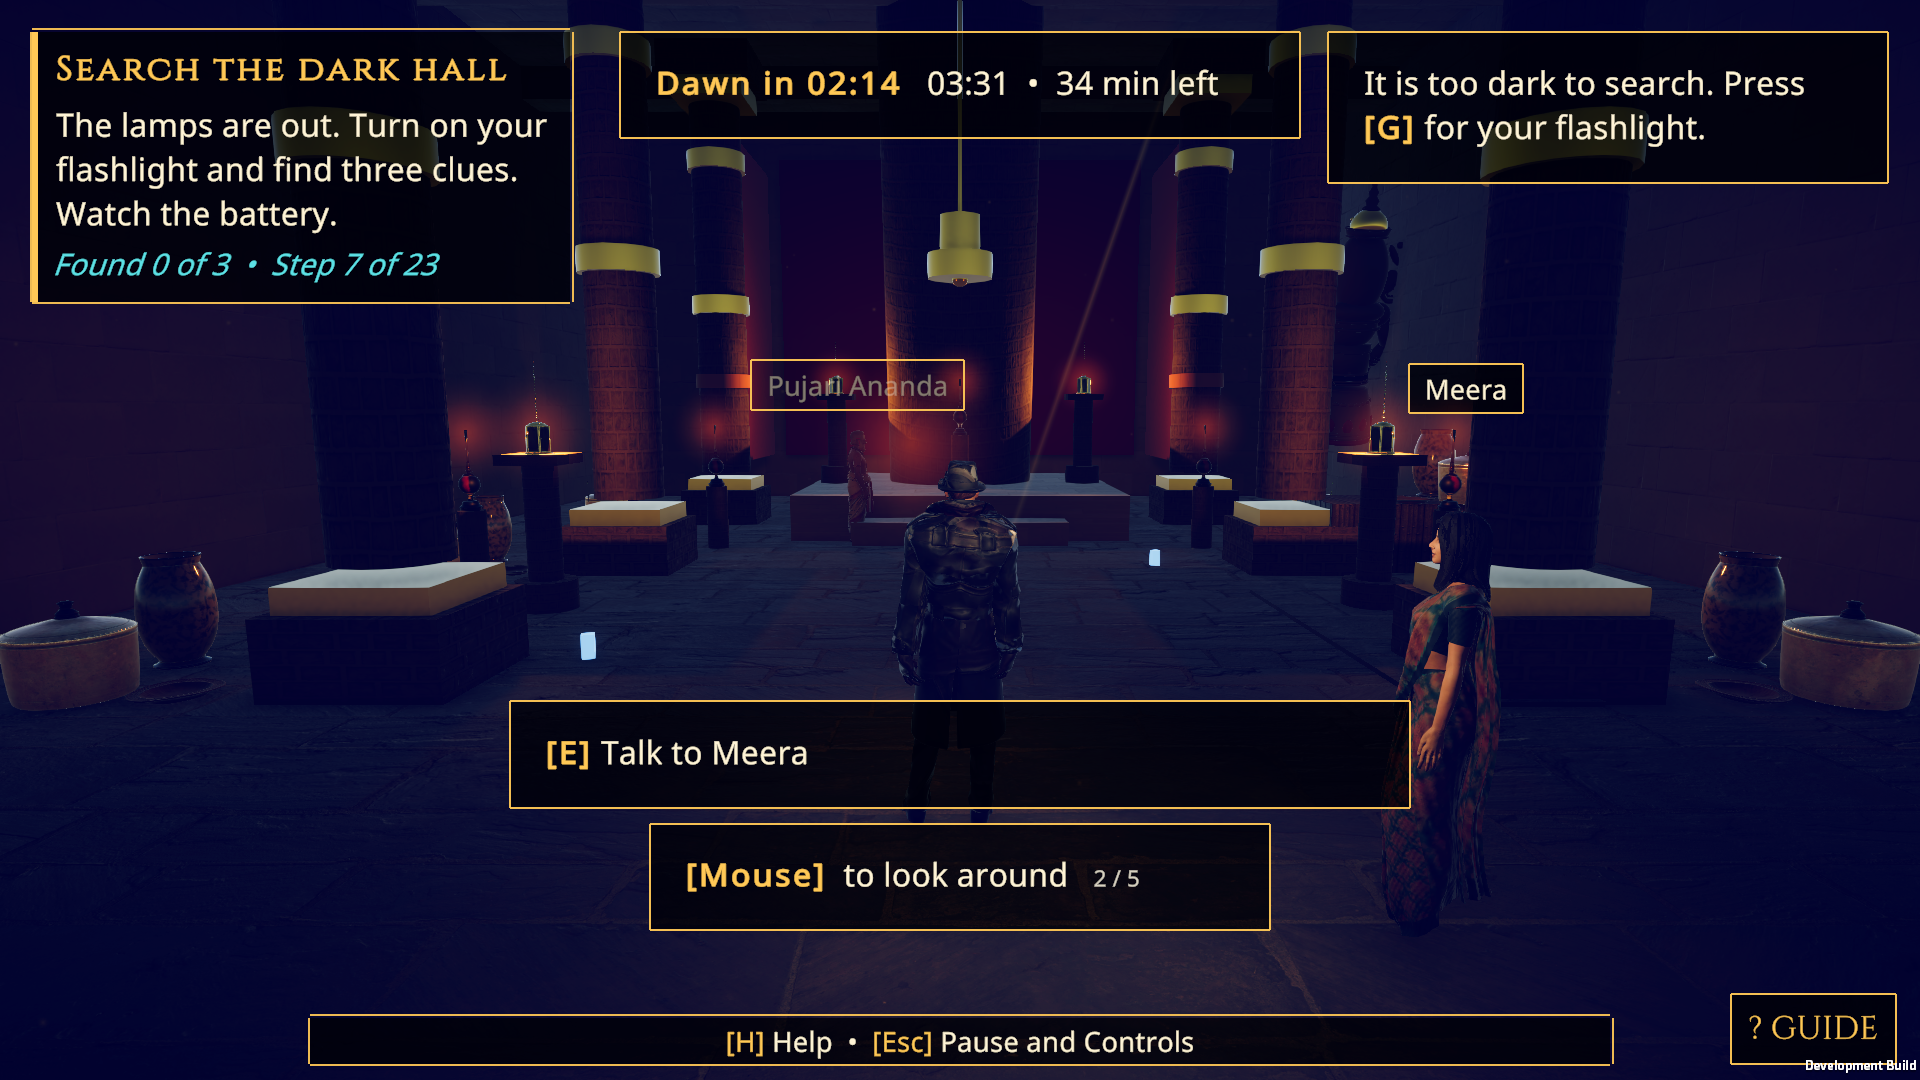 SEARCH THE DARK HALL
The lamps are out. Turn on your
flashlight and find three clues.
Watch the battery.
Found 0 of 3 • Step 7 of 23
Dawn in 02:14 03:31 • 34 min left
It is too dark to search. Press
[G] for your flashlight.
Pujari Ananda
Meera
[E] Talk to Meera
[Mouse] to look around 2 / 5
[H] Help • [Esc] Pause and Controls
? GUIDE
Development Build